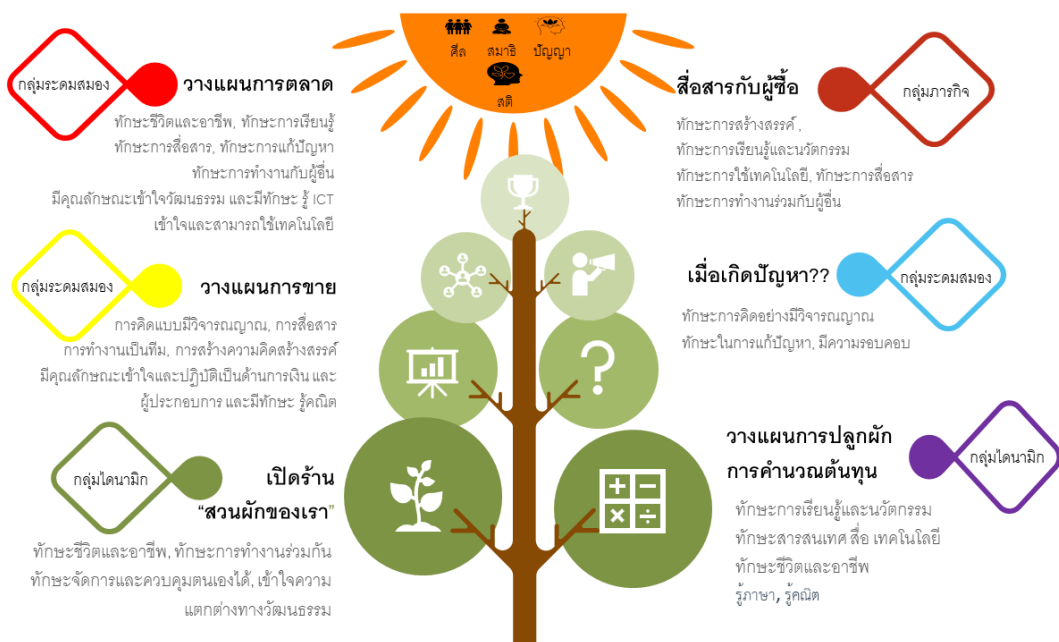 ศีล สมาธิ ปัญญา
สติ
กลุ่มระดมสมอง
วางแผนการตลาด
ทักษะชีวิตและอาชีพ, ทักษะการเรียนรู้
ทักษะการสื่อสาร, ทักษะการแก้ปัญหา
ทักษะการทำงานกับผู้อื่น
มีคุณลักษณะเข้าใจวัฒนธรรม และมีทักษะ รู้ ICT
เข้าใจและสามารถใช้เทคโนโลยี
กลุ่มระดมสมอง
วางแผนการขาย
การคิดแบบมีวิจารณญาณ, การสื่อสาร
การทำงานเป็นทีม, การสร้างความคิดสร้างสรรค์
มีคุณลักษณะเข้าใจและปฏิบัติเป็นด้านการเงิน และ
ผู้ประกอบการ และมีทักษะ รู้คณิต
กลุ่มไดนามิก
เปิดร้าน
"สวนผักของเรา"
ทักษะชีวิตและอาชีพ, ทักษะการทำงานร่วมกัน
ทักษะจัดการและควบคุมตนเองได้, เข้าใจความ
แตกต่างทางวัฒนธรรม
สื่อสารกับผู้ซื้อ
กลุ่มภารกิจ
ทักษะการสร้างสรรค์ ,
ทักษะการเรียนรู้และนวัตกรรม
ทักษะการใช้เทคโนโลยี, ทักษะการสื่อสาร
ทักษะการทำงานร่วมกับผู้อื่น
เมื่อเกิดปัญหา??
กลุ่มระดมสมอง
ทักษะการคิดอย่างมีวิจารณญาณ
ทักษะในการแก้ปัญหา, มีความรอบคอบ
วางแผนการปลูกผัก
การคำนวณต้นทุน
กลุ่มไดนามิก
ทักษะการเรียนรู้และนวัตกรรม
ทักษะสารสนเทศ สื่อ เทคโนโลยี
ทักษะชีวิตและอาชีพ
รู้ภาษา, รู้คณิต